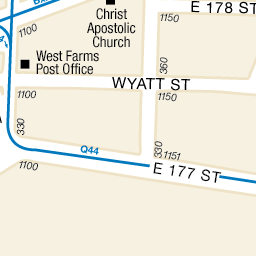 E 178 ST
1150
1100
Christ
Apostolic
Church
West Farms
Post Office
360
WYATT ST
1100
1150
330
Q44
330
1151
1100
E 177 ST